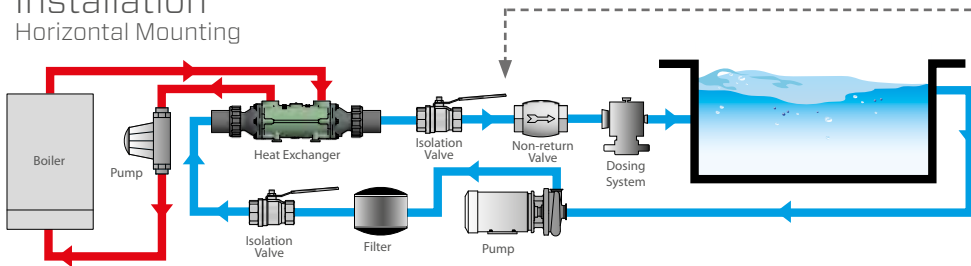 Installation
Horizontal Mounting
Boiler
Pump
Heat Exchanger
Isolation
Valve
Non-return
Valve
Dosing
System
Isolation
Valve
Filter
Pump